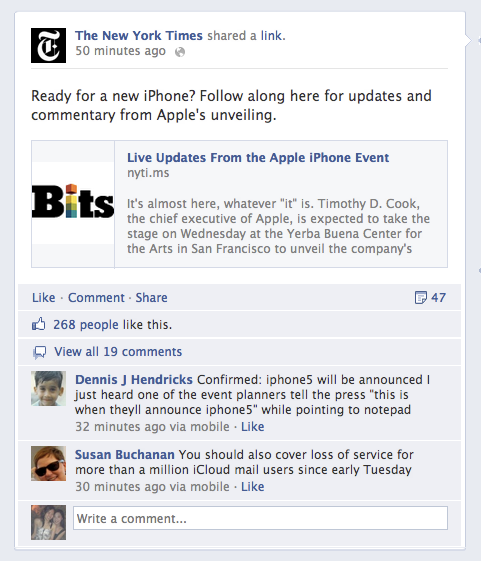 The New York Times shared a link.
50 minutes ago
Ready for a new iPhone? Follow along here for updates and
commentary from Apple's unveiling.
Bits
Live Updates From the Apple iPhone Event
nyti.ms
It's almost here, whatever "it" is. Timothy D. Cook,
the chief executive of Apple, is expected to take the
stage on Wednesday at the Yerba Buena Center for
the Arts in San Francisco to unveil the company's
Like · Comment · Share
47
268 people like this.
View all 19 comments
Dennis J Hendricks Confirmed: iphone5 will be announced I
just heard one of the event planners tell the press "this is
when theyll announce iphone5" while pointing to notepad
32 minutes ago via mobile · Like
Susan Buchanan You should also cover loss of service for
more than a million iCloud mail users since early Tuesday
30 minutes ago via mobile · Like
Write a comment...